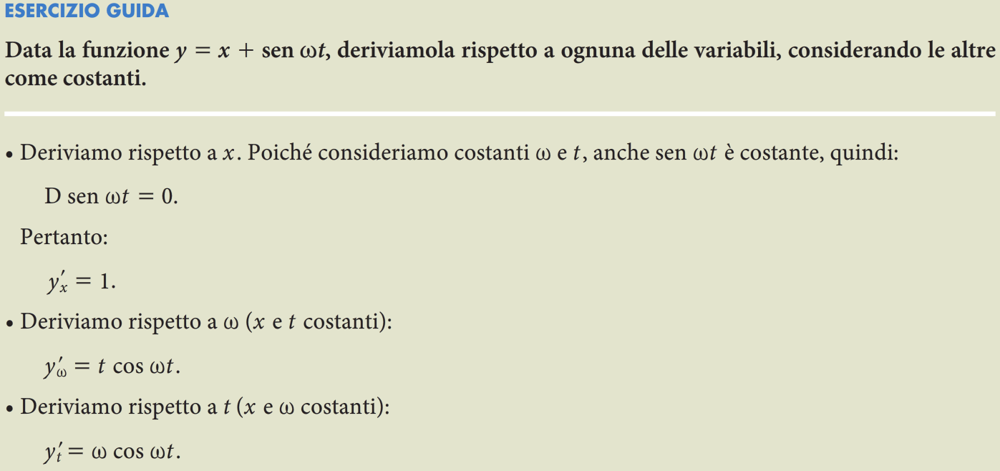 ESERCIZIO GUIDA
Data la funzione y = x + sen ωt, deriviamola rispetto a ognuna delle variabili, considerando le altre
come costanti.
• Deriviamo rispetto a x. Poiché consideriamo costanti ω e t, anche sen ωt è costante, quindi:
D sen ωt = 0.
Pertanto:
y′ₓ = 1.
• Deriviamo rispetto a ω (x e t costanti):
y′_ω = t cos ωt.
• Deriviamo rispetto a t (x e ω costanti):
y′ₜ = ω cos ωt.